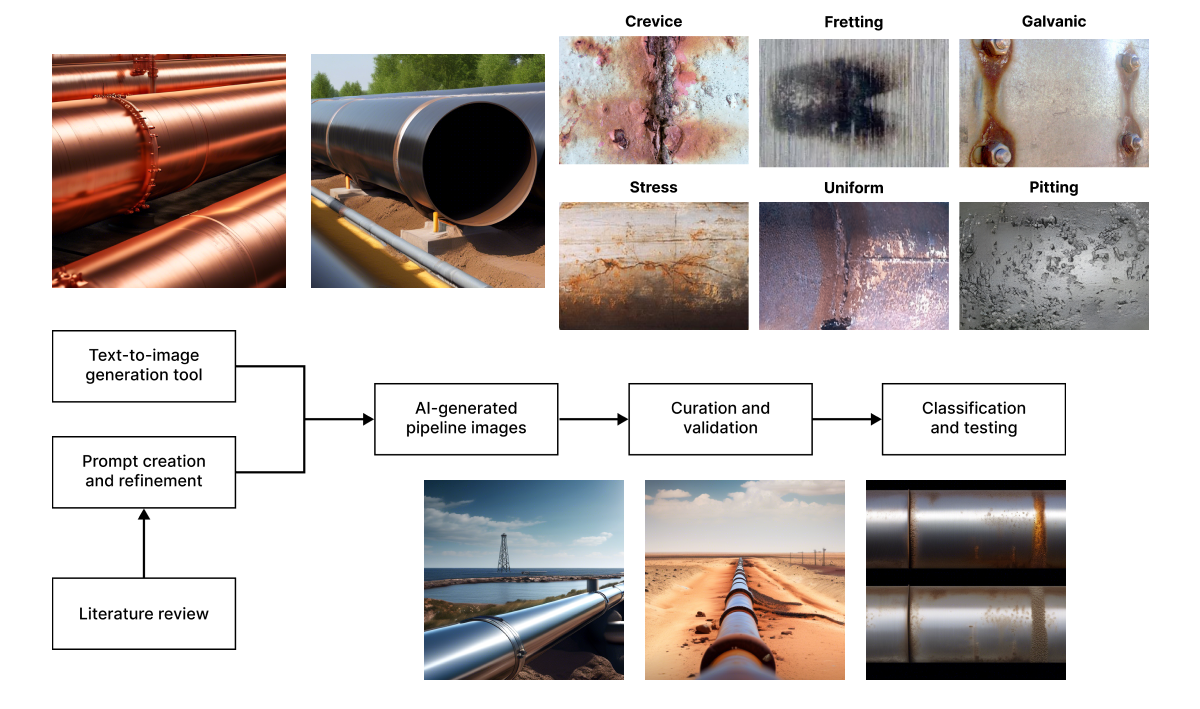 Crevice
Fretting
Galvanic
Stress
Uniform
Pitting
Text-to-image
generation tool
Prompt creation
and refinement
Literature review
AI-generated
pipeline images
Curation and
validation
Classification
and testing